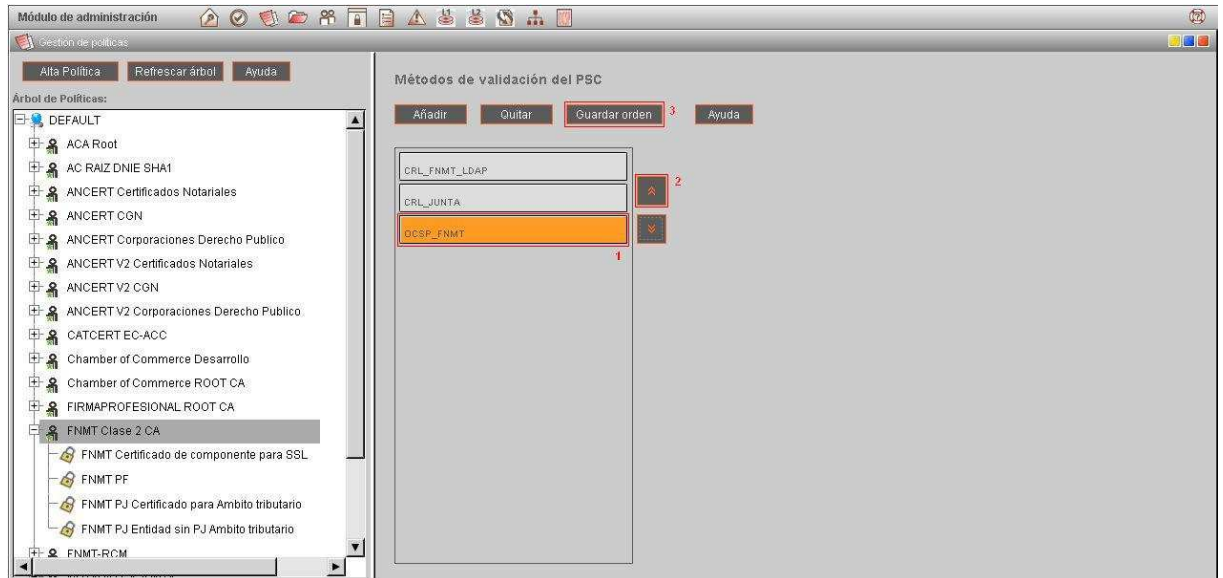 Módulo de administración
Gestión de políticas
Alta Política Refrescar árbol Ayuda
Árbol de Políticas:
DEFAULT
ACA Root
AC RAIZ DNIE SHA1
ANCERT Certificados Notariales
ANCERT CGN
ANCERT Corporaciones Derecho Publico
ANCERT V2 Certificados Notariales
ANCERT V2 CGN
ANCERT V2 Corporaciones Derecho Publico
CATCERT EC-ACC
Chamber of Commerce Desarrollo
Chamber of Commerce ROOT CA
FIRMAPROFESIONAL ROOT CA
FNMT Clase 2 CA
FNMT Certificado de componente para SSL
FNMT PF
FNMT PJ Certificado para Ambito tributario
FNMT PJ Entidad sin PJ Ambito tributario
FNMT-RCM
Métodos de validación del PSC
Añadir Quitar Guardar orden 3 Ayuda
CRL_FNMT_LDAP
2
CRL_JUNTA
OCSP_FNMT
1